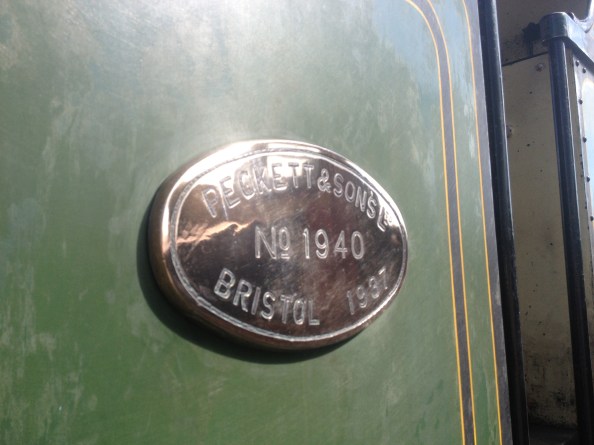 PECKETT & SONS L
No 1940
BRISTOL 1937